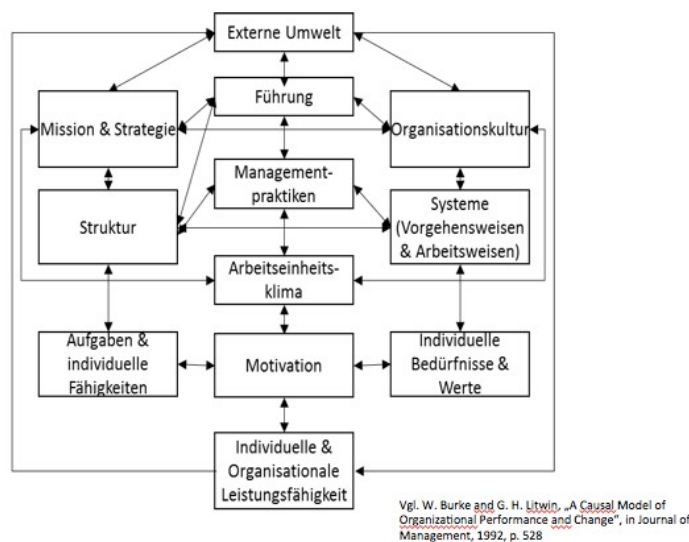 Externe Umwelt
Führung
Mission & Strategie
Organisationskultur
Management-
praktiken
Struktur
Systeme
(Vorgehensweisen
& Arbeitsweisen)
Arbeitseinheits-
klima
Aufgaben &
individuelle
Fähigkeiten
Motivation
Individuelle
Bedürfnisse &
Werte
Individuelle &
Organisationale
Leistungsfähigkeit
Vgl. W. Burke and G. H. Litwin, „A Causal Model of
Organizational Performance and Change", in Journal of
Management, 1992, p. 528